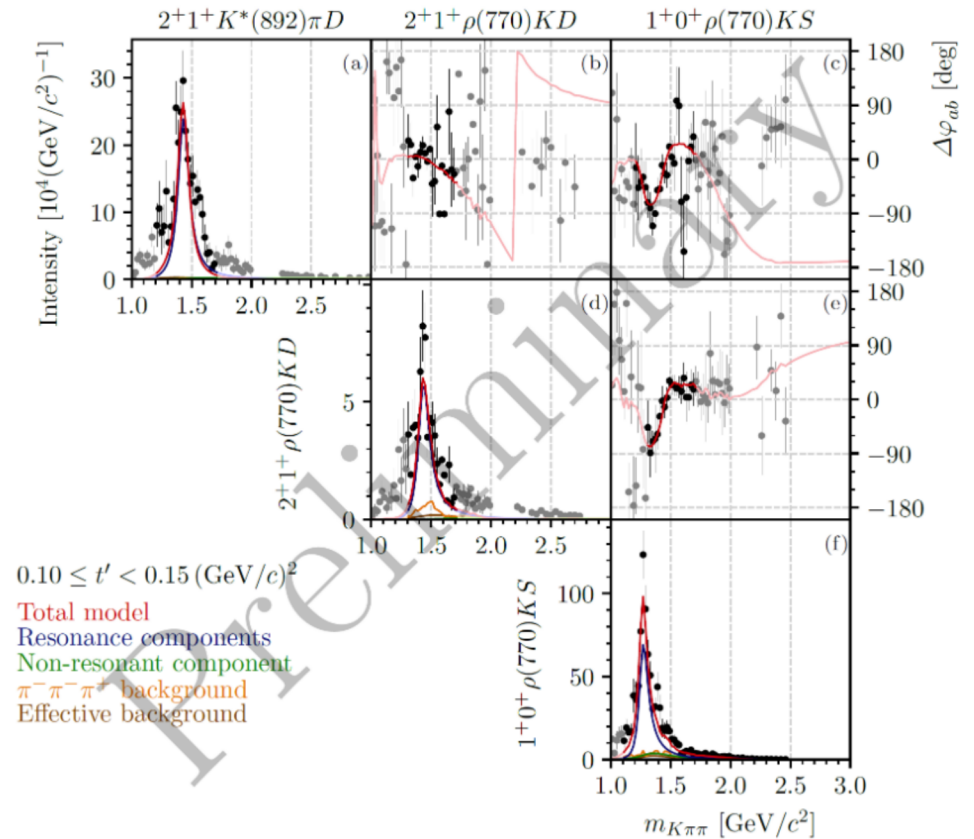 2⁺1⁺K*(892)πD 2⁺1⁺ρ(770)KD 1⁺0⁺ρ(770)KS
Intensity [10⁴(GeV/c²)⁻¹]
30
20
10
0
(a)
1.0 1.5 2.0 2.5
(b)
(c)
180
90
0
−90
−180
Δφ_ab [deg]
2⁺1⁺ρ(770)KD
5
0
(d)
1.0 1.5 2.0 2.5
(e)
180
90
0
−90
−180
1⁺0⁺ρ(770)KS
100
50
0
(f)
1.0 1.5 2.0 2.5 3.0
m_Kππ [GeV/c²]
0.10 ≤ t′ < 0.15 (GeV/c)²
Total model
Resonance components
Non-resonant component
π⁻π⁻π⁺ background
Effective background
Preliminary